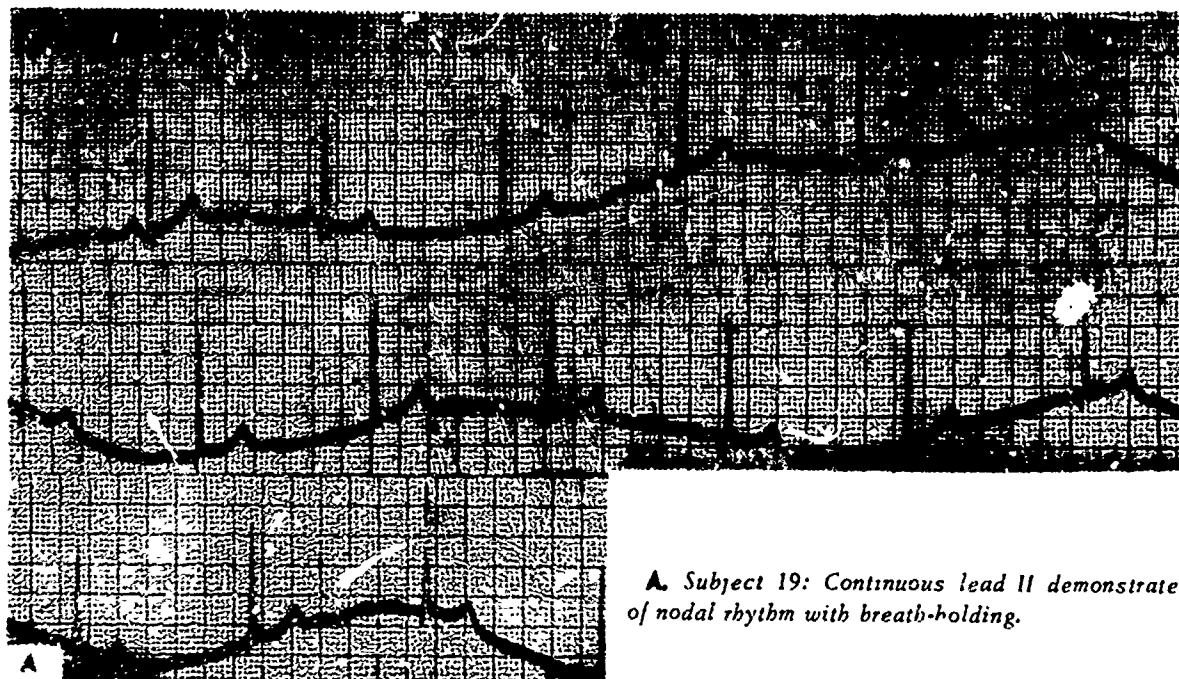 A. Subject 19: Continuous lead II demonstrate
of nodal rhythm with breath-holding.
A